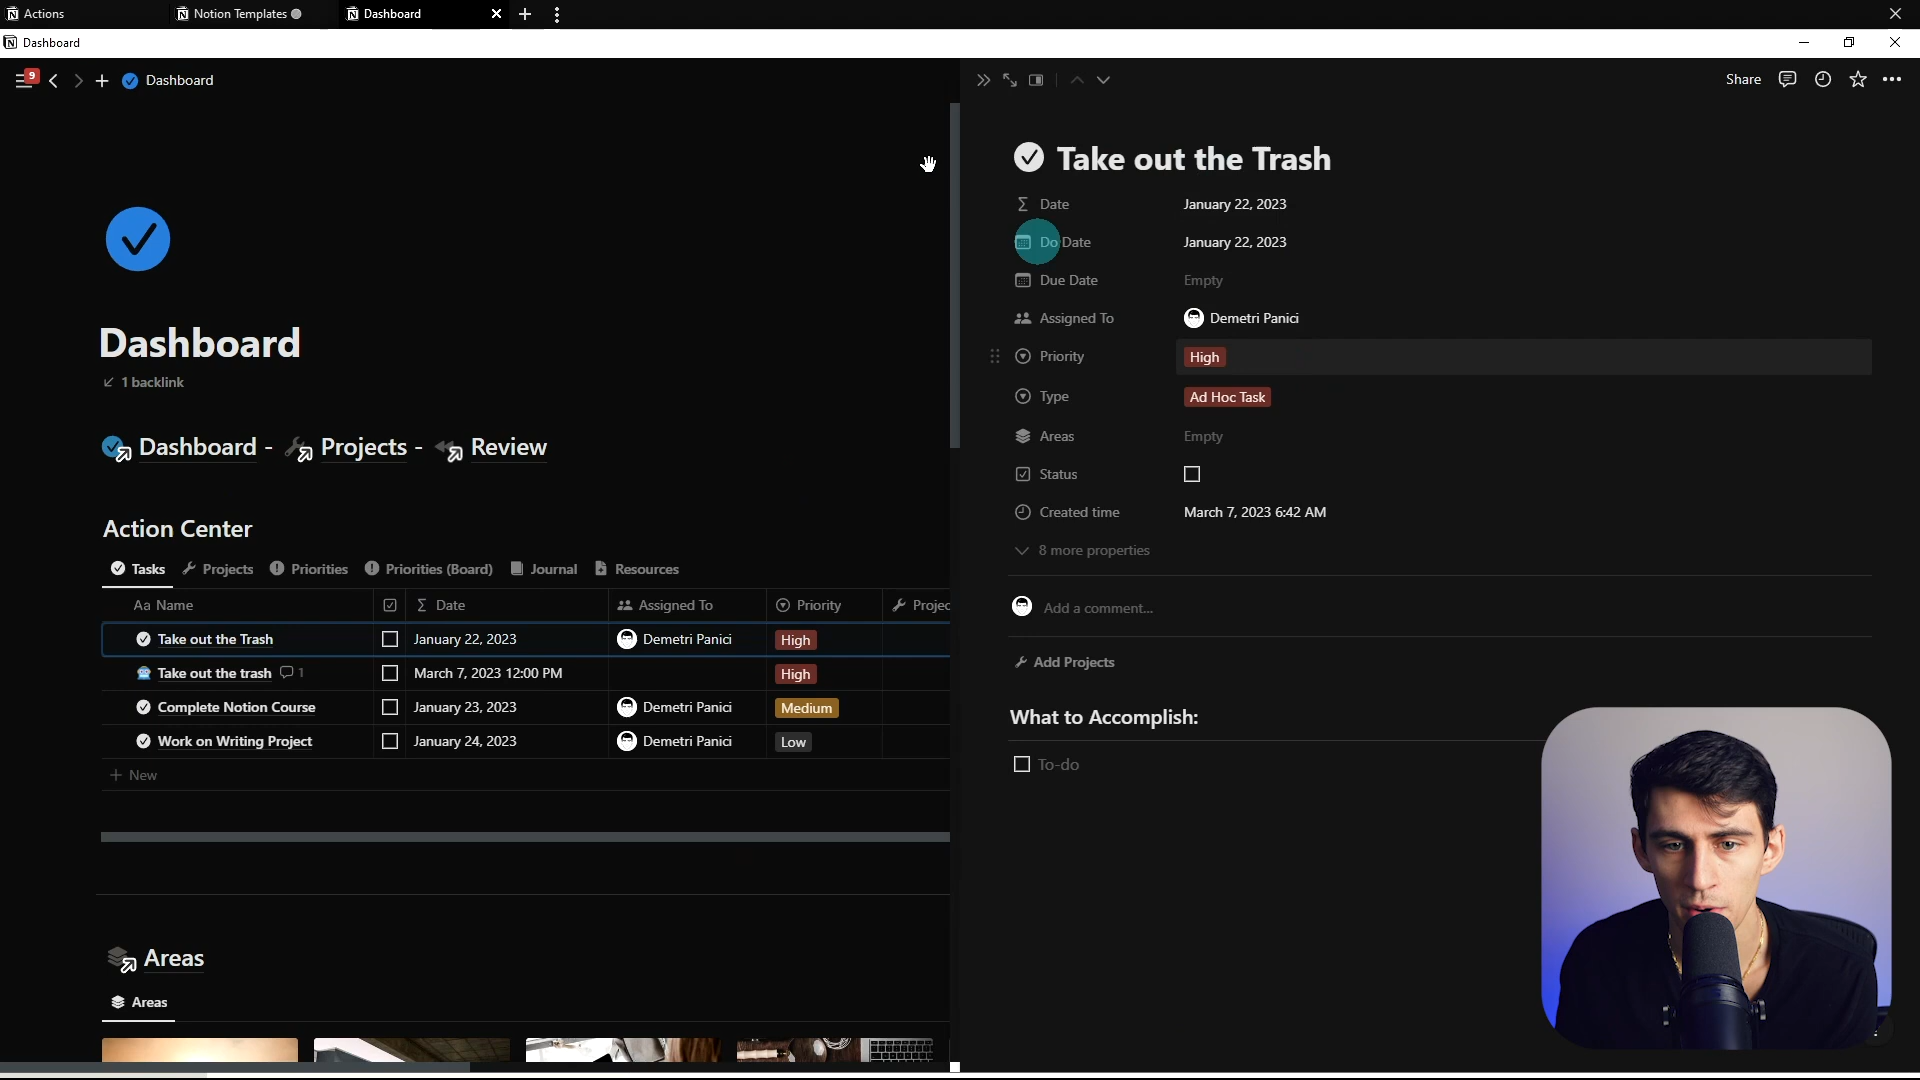 Actions
Notion Templates
Dashboard
Dashboard
9
Dashboard
Share
Dashboard
1 backlink
Dashboard - Projects - Review
Action Center
Tasks Projects Priorities Priorities (Board) Journal Resources
Aa Name Date Assigned To Priority Projec
Take out the Trash January 22, 2023 Demetri Panici High
Take out the trash 1 March 7, 2023 12:00 PM High
Complete Notion Course January 23, 2023 Demetri Panici Medium
Work on Writing Project January 24, 2023 Demetri Panici Low
+ New
Areas
Areas
Take out the Trash
Date January 22, 2023
Do Date January 22, 2023
Due Date Empty
Assigned To Demetri Panici
Priority High
Type Ad Hoc Task
Areas Empty
Status
Created time March 7, 2023 6:42 AM
8 more properties
Add a comment...
Add Projects
What to Accomplish:
To-do